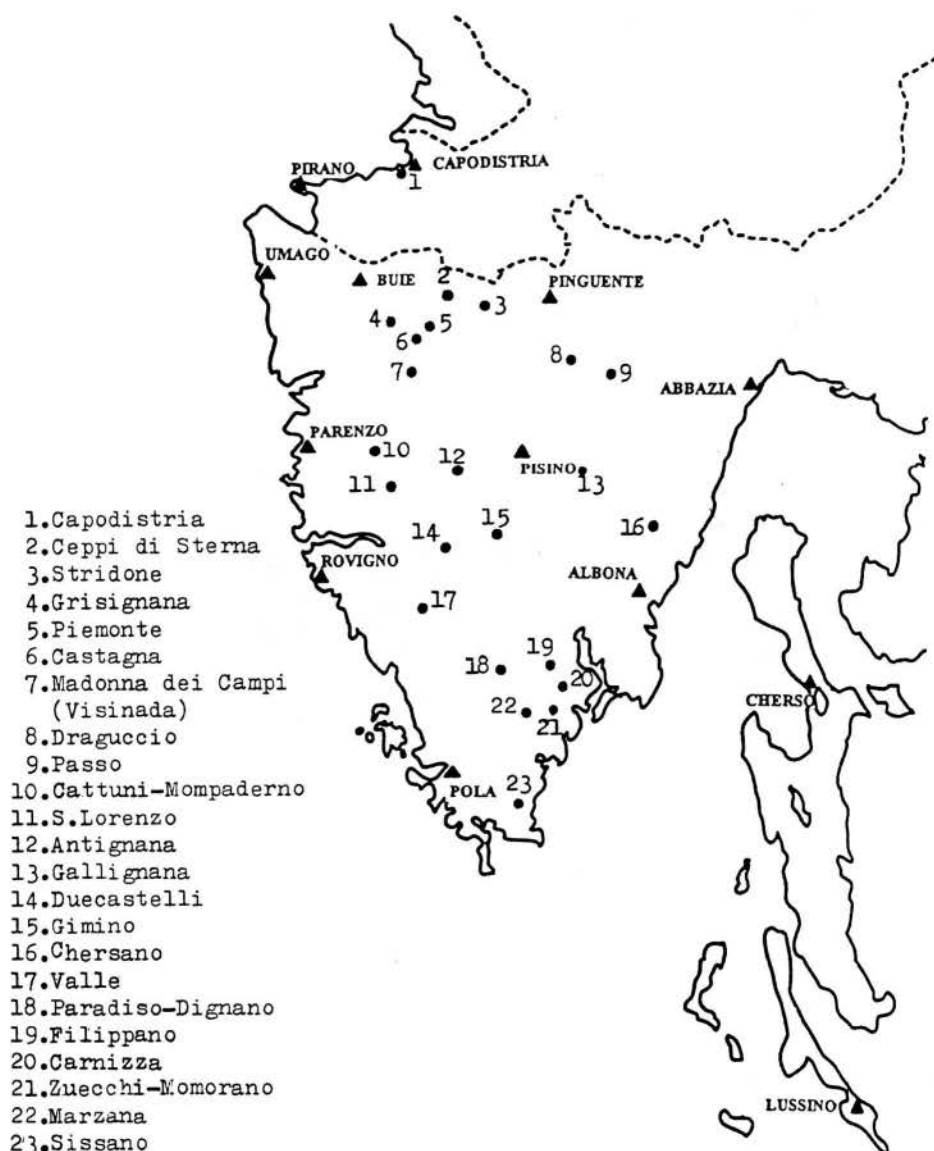 PIRANO
CAPODISTRIA
1
UMAGO
BUIE
2
PINGUENTE
3
4
5
6
7
8
9
ABBAZIA
PARENZO
10
12
PISINO
11
13
14
15
16
ROVIGNO
ALBONA
17
18
19
20
22
21
CHERSO
POLA
23
LUSSINO
1.Capodistria
2.Ceppi di Sterna
3.Stridone
4.Grisignana
5.Piemonte
6.Castagna
7.Madonna dei Campi
(Visinada)
8.Draguccio
9.Passo
10.Cattuni-Mompaderno
11.S.Lorenzo
12.Antignana
13.Gallignana
14.Duecastelli
15.Gimino
16.Chersano
17.Valle
18.Paradiso-Dignano
19.Filippano
20.Carnizza
21.Zuecchi-Momorano
22.Marzana
23.Sissano